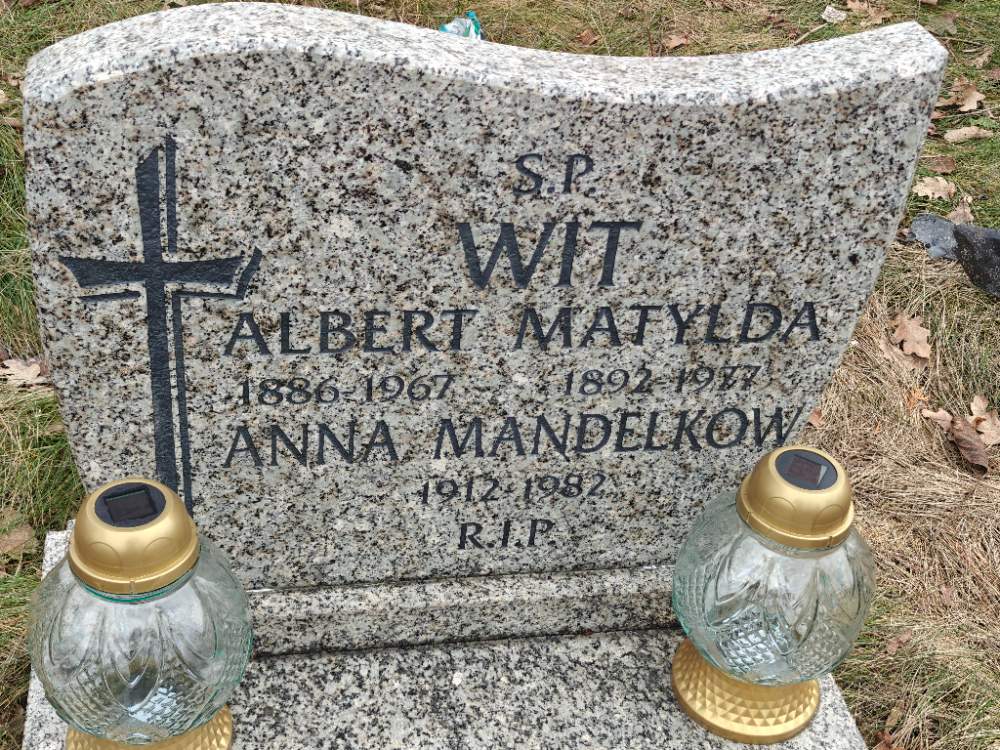 S.P.
WIT
ALBERT MATYLDA
1886-1967 1892-1977
ANNA MANDELKOW
1912-1982
R.I.P.